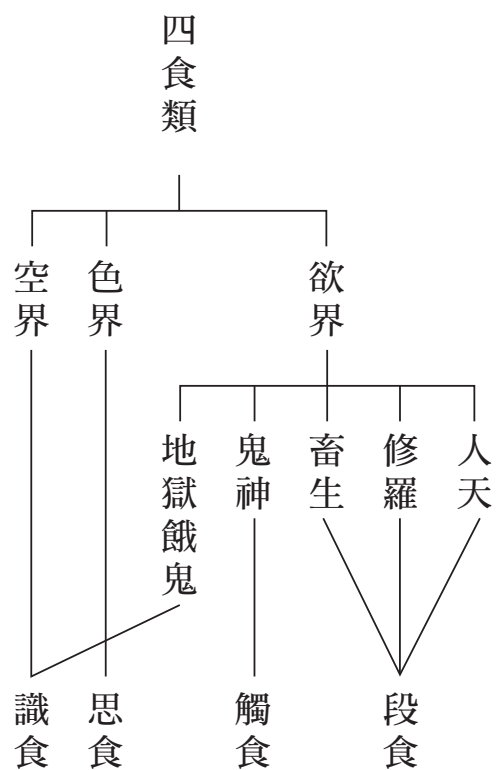 四食類
欲界
色界
空界
人天
修羅
畜生
鬼神
地獄餓鬼
段食
觸食
思食
識食